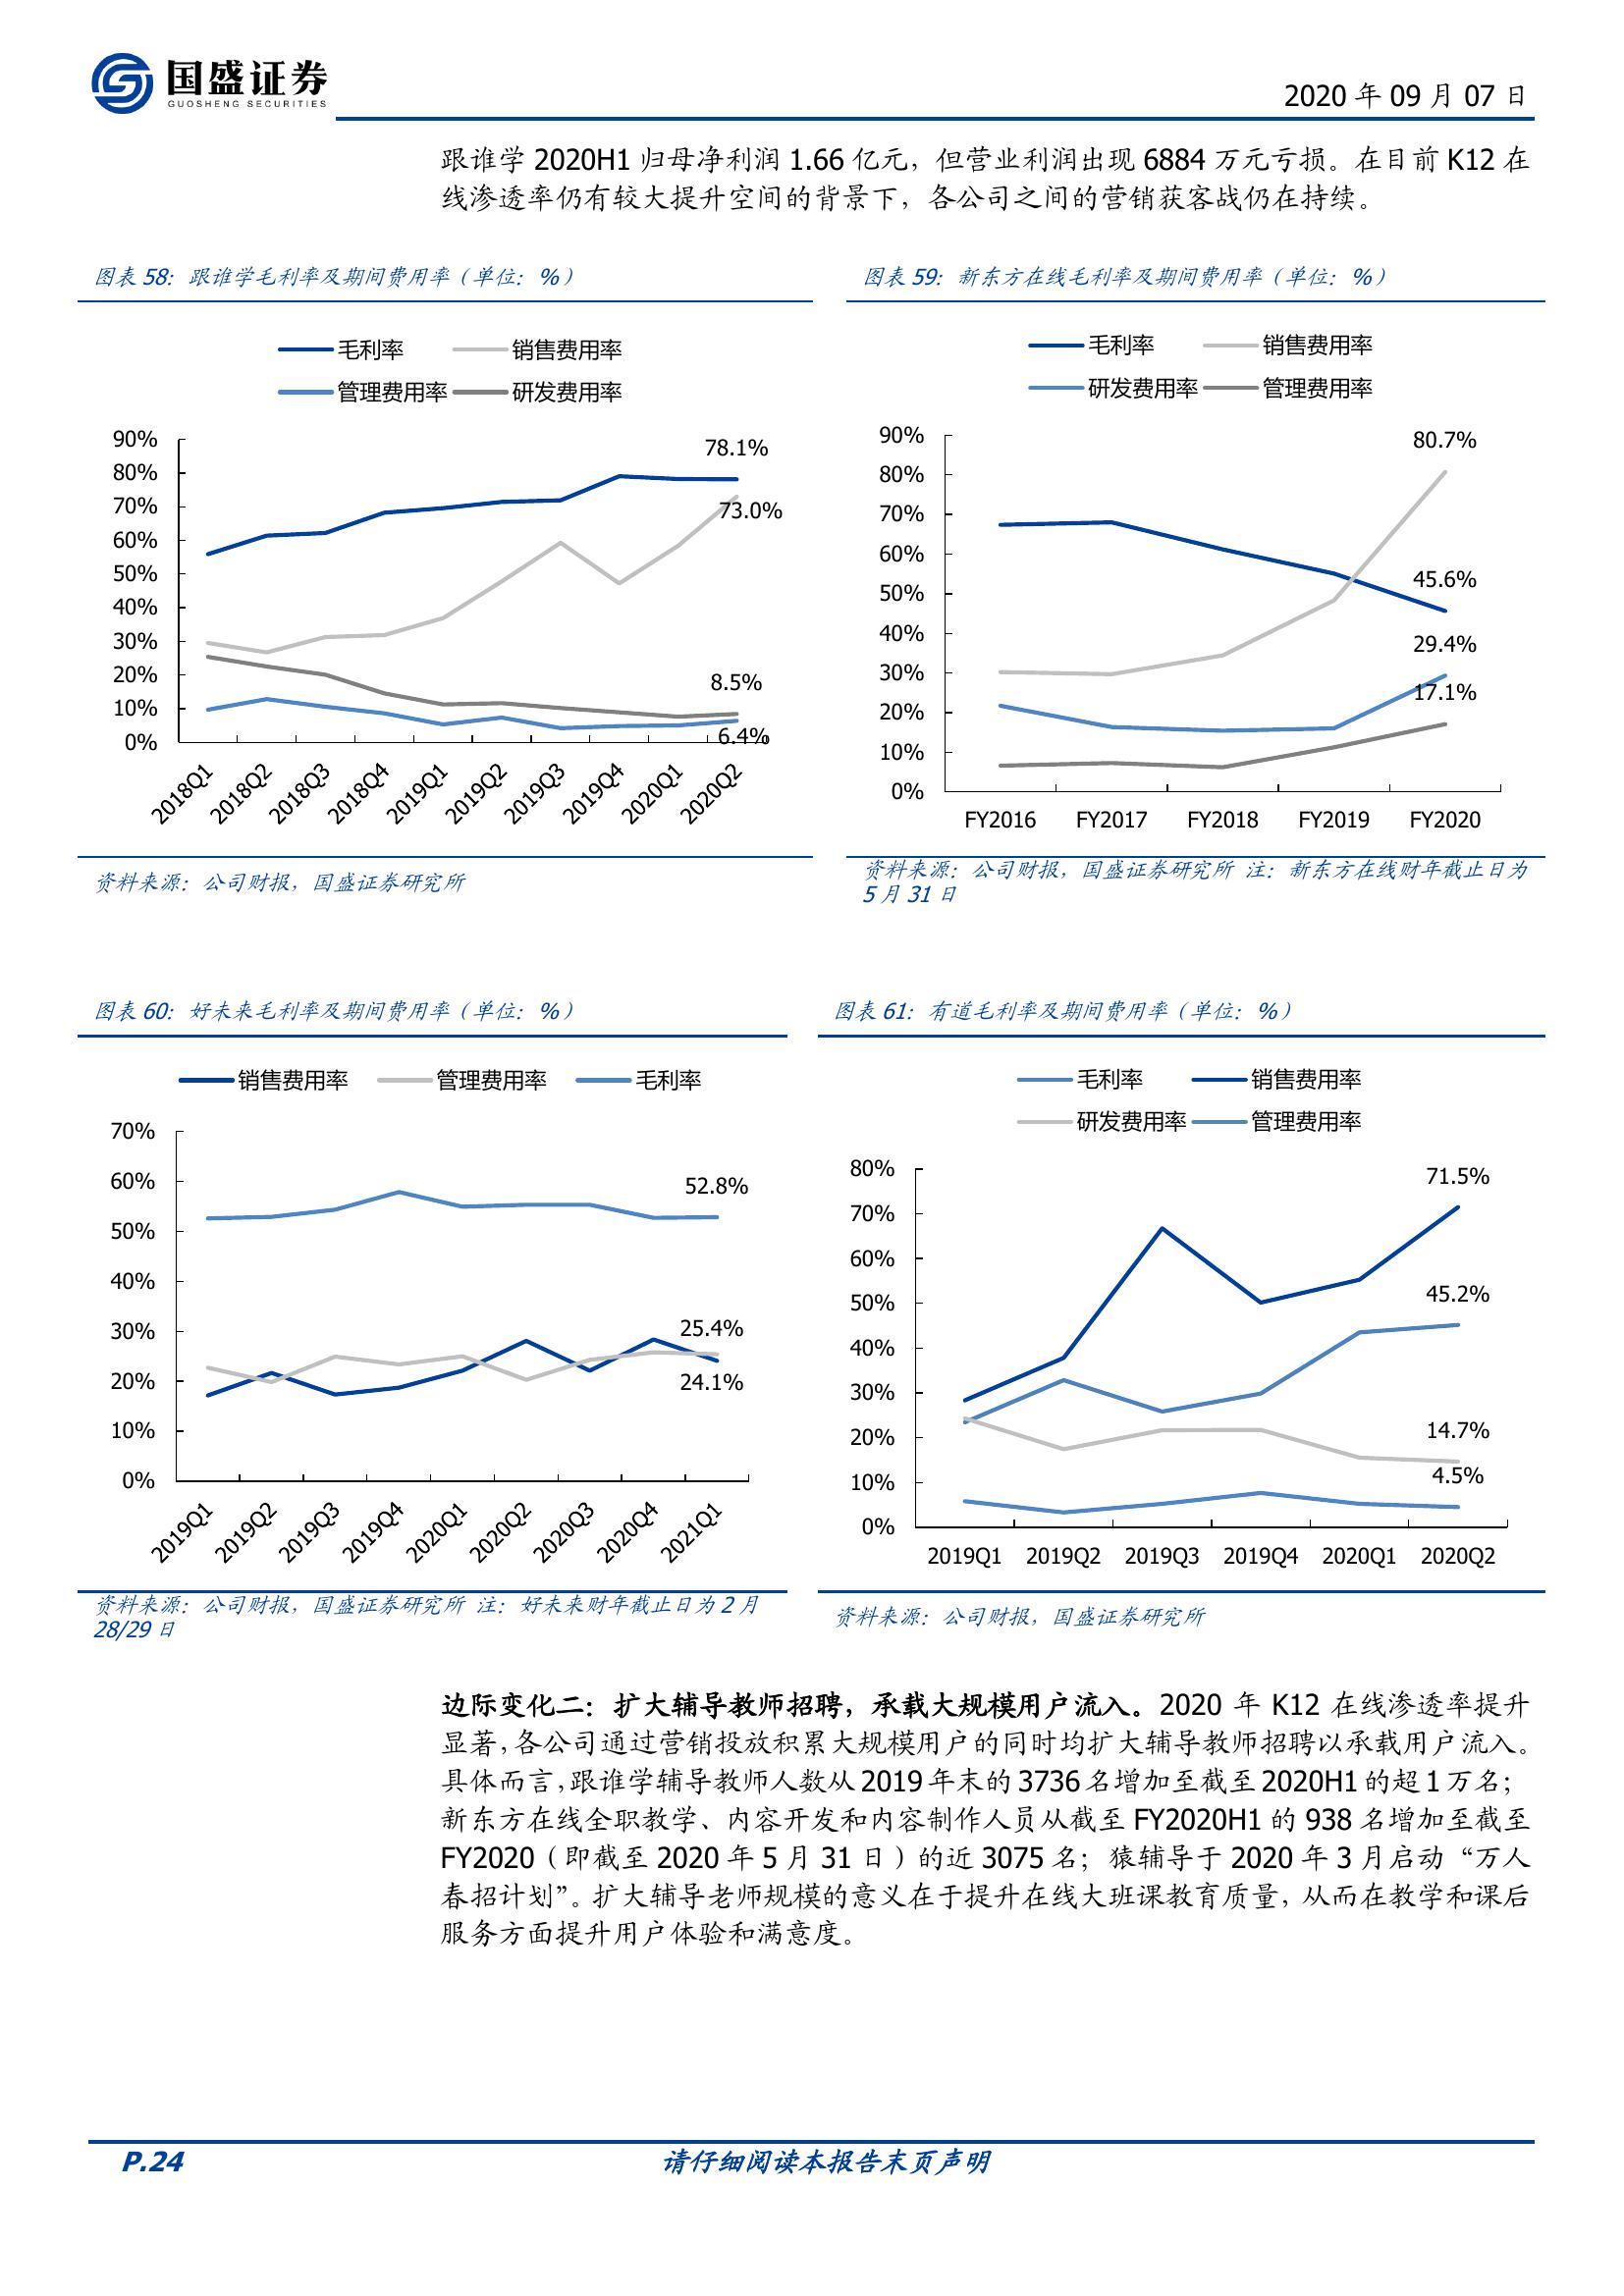 国盛证券
GUOSHENG SECURITIES
2020 年 09 月 07 日
跟谁学 2020H1 归母净利润 1.66 亿元，但营业利润出现 6884 万元亏损。在目前 K12 在
线渗透率仍有较大提升空间的背景下，各公司之间的营销获客战仍在持续。
图表 58：跟谁学毛利率及期间费用率（单位：%）
毛利率 销售费用率
管理费用率 研发费用率
90%
80%
70%
60%
50%
40%
30%
20%
10%
0%
78.1%
73.0%
8.5%
6.4%
2018Q1 2018Q2 2018Q3 2018Q4 2019Q1 2019Q2 2019Q3 2019Q4 2020Q1 2020Q2
资料来源：公司财报，国盛证券研究所
图表 59：新东方在线毛利率及期间费用率（单位：%）
毛利率 销售费用率
研发费用率 管理费用率
90%
80%
70%
60%
50%
40%
30%
20%
10%
0%
80.7%
45.6%
29.4%
17.1%
FY2016 FY2017 FY2018 FY2019 FY2020
资料来源：公司财报，国盛证券研究所 注：新东方在线财年截止日为
5 月 31 日
图表 60：好未来毛利率及期间费用率（单位：%）
销售费用率 管理费用率 毛利率
70%
60%
50%
40%
30%
20%
10%
0%
52.8%
25.4%
24.1%
2019Q1 2019Q2 2019Q3 2019Q4 2020Q1 2020Q2 2020Q3 2020Q4 2021Q1
资料来源：公司财报，国盛证券研究所 注：好未来财年截止日为 2 月
28/29 日
图表 61：有道毛利率及期间费用率（单位：%）
毛利率 销售费用率
研发费用率 管理费用率
80%
70%
60%
50%
40%
30%
20%
10%
0%
71.5%
45.2%
14.7%
4.5%
2019Q1 2019Q2 2019Q3 2019Q4 2020Q1 2020Q2
资料来源：公司财报，国盛证券研究所
边际变化二：扩大辅导教师招聘，承载大规模用户流入。2020 年 K12 在线渗透率提升
显著，各公司通过营销投放积累大规模用户的同时均扩大辅导教师招聘以承载用户流入。
具体而言，跟谁学辅导教师人数从 2019 年末的 3736 名增加至截至 2020H1 的超 1 万名；
新东方在线全职教学、内容开发和内容制作人员从截至 FY2020H1 的 938 名增加至截至
FY2020（即截至 2020 年 5 月 31 日）的近 3075 名；猿辅导于 2020 年 3 月启动“万人
春招计划”。扩大辅导老师规模的意义在于提升在线大班课教育质量，从而在教学和课后
服务方面提升用户体验和满意度。
P.24
请仔细阅读本报告末页声明